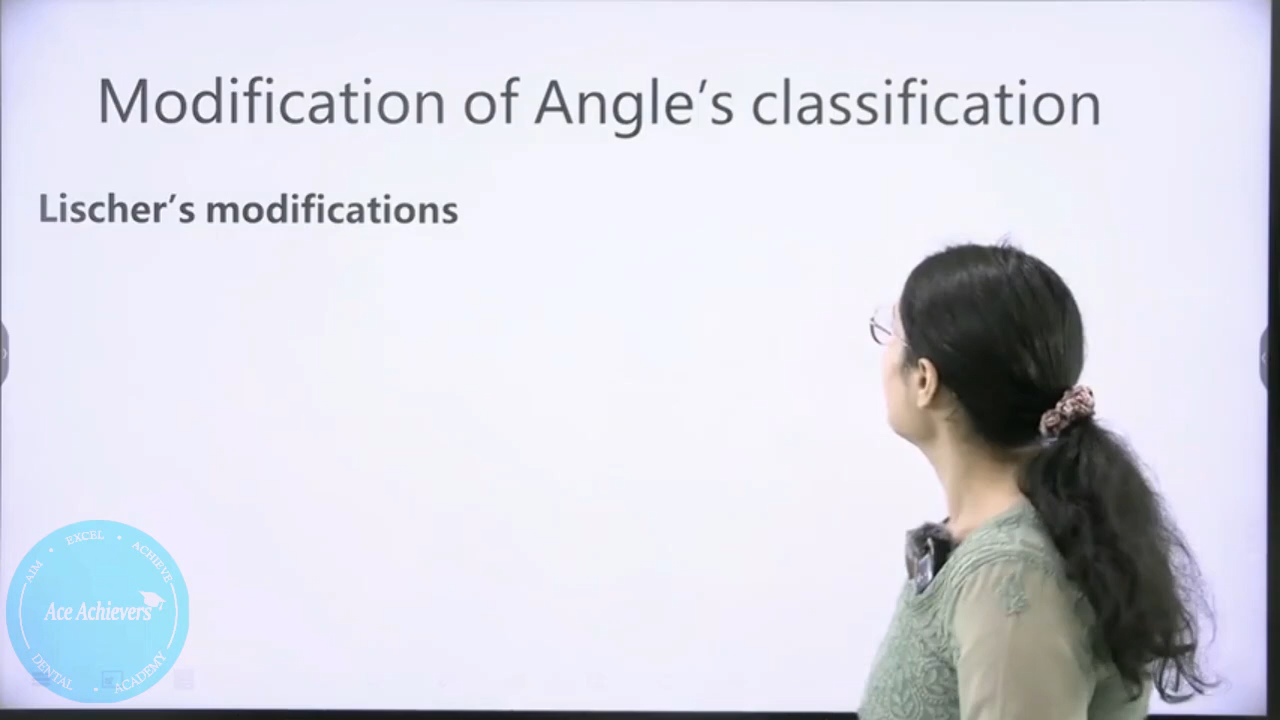 Modification of Angle’s classification
Lischer’s modifications
AIM • EXCEL • ACHIEVE
Ace Achievers
DENTAL • ACADEMY